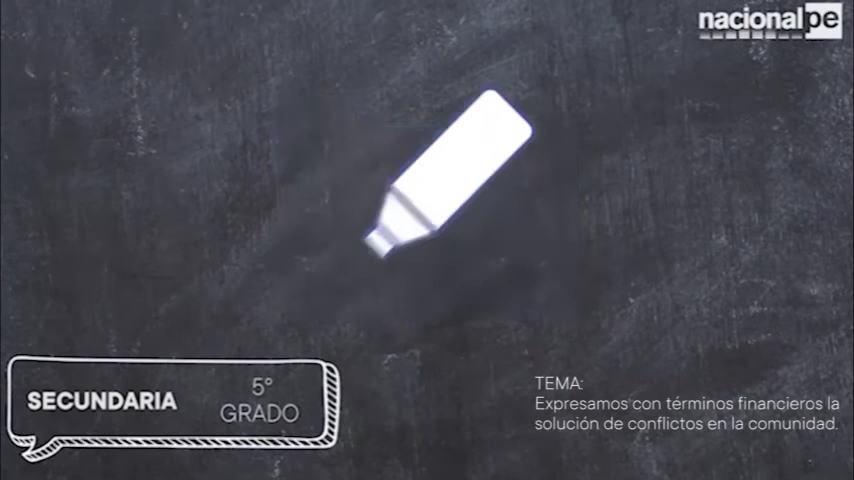 nacionalpe
SECUNDARIA
5°
GRADO
TEMA:
Expresamos con términos financieros la
solución de conflictos en la comunidad.